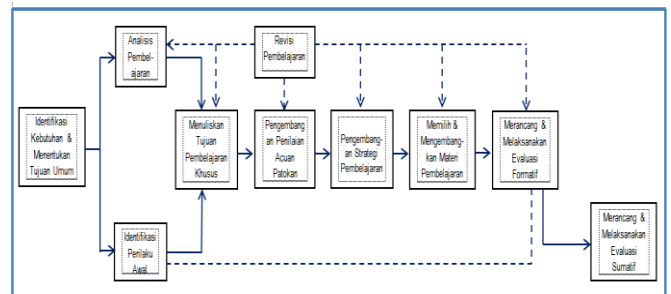 Analisis
Pembel-
ajaran
Revisi
Pembelajaran
Identifikasi
Kebutuhan &
Menentukan
Tujuan Umum
Menuliskan
Tujuan
Pembelajaran
Khusus
Pengembang
an Penilaian
Acuan
Patokan
Pengembang-
an Strategi
Pembelajaran
Memilih &
Mengembang-
kan Materi
Pembelajaran
Merancang &
Melaksanakan
Evaluasi
Formatif
Identifikasi
Perilaku
Awal
Merancang &
Melaksanakan
Evaluasi
Sumatif